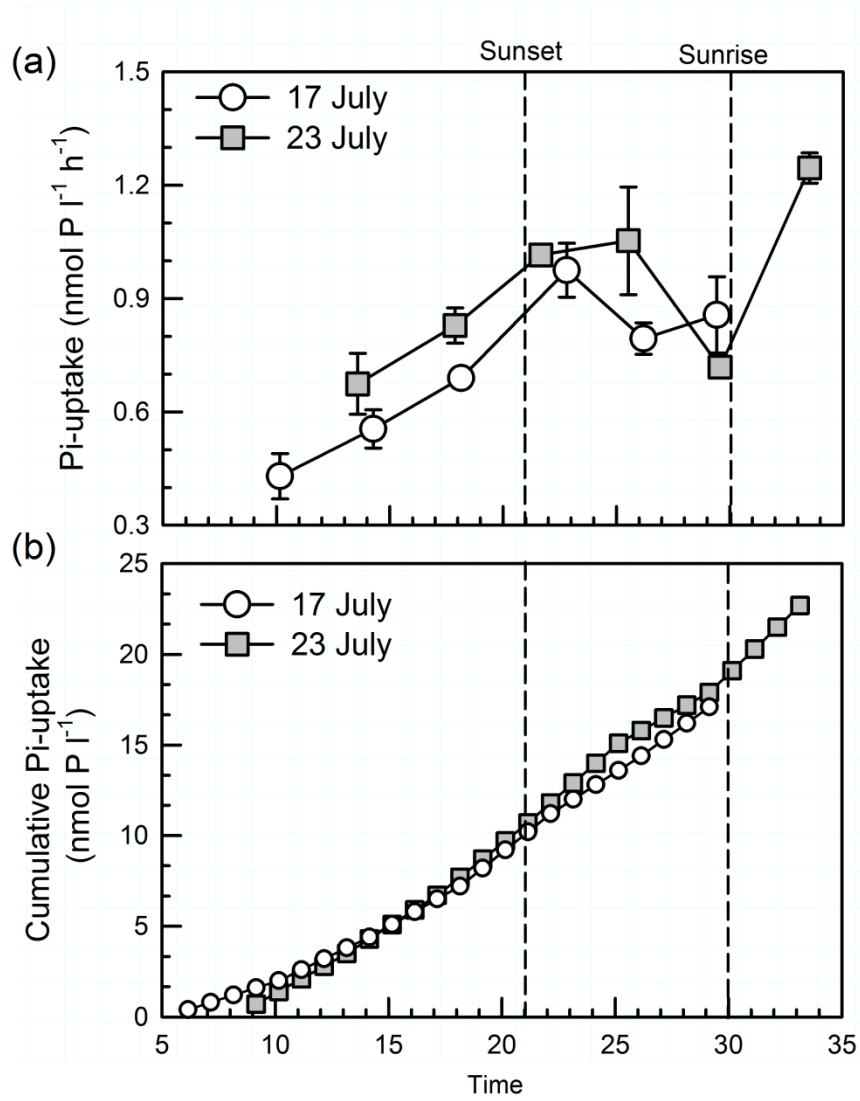 Sunset Sunrise
(a)
1.5
1.2
0.9
0.6
0.3
Pi-uptake (nmol P l⁻¹ h⁻¹)
17 July
23 July
(b)
25
20
15
10
5
0
Cumulative Pi-uptake
(nmol P l⁻¹)
17 July
23 July
5 10 15 20 25 30 35
Time